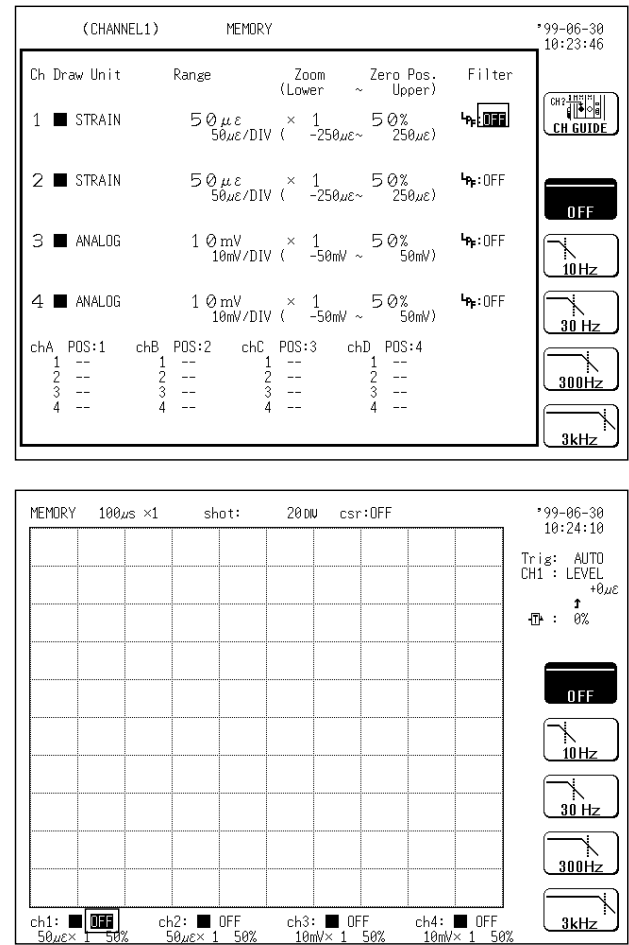 (CHANNEL1) MEMORY '99-06-30
10:23:46
Ch Draw Unit Range Zoom Zero Pos. Filter
(Lower ~ Upper)
1 STRAIN 50με × 1 50% LPF:OFF
50με/DIV ( -250με~ 250με)
2 STRAIN 50με × 1 50% LPF:OFF
50με/DIV ( -250με~ 250με)
3 ANALOG 10mV × 1 50% LPF:OFF
10mV/DIV ( -50mV ~ 50mV)
4 ANALOG 10mV × 1 50% LPF:OFF
10mV/DIV ( -50mV ~ 50mV)
chA POS:1 chB POS:2 chC POS:3 chD POS:4
1 -- 1 -- 1 -- 1 --
2 -- 2 -- 2 -- 2 --
3 -- 3 -- 3 -- 3 --
4 -- 4 -- 4 -- 4 --
CH?
CH GUIDE
OFF
10Hz
30 Hz
300Hz
3kHz
MEMORY 100μs ×1 shot: 20DIV csr:OFF '99-06-30
10:24:10
Trig: AUTO
CH1 : LEVEL
+0με
↑
T : 0%
OFF
10Hz
30 Hz
300Hz
3kHz
ch1: OFF ch2: OFF ch3: OFF ch4: OFF
50με× 1 50% 50με× 1 50% 10mV× 1 50% 10mV× 1 50%